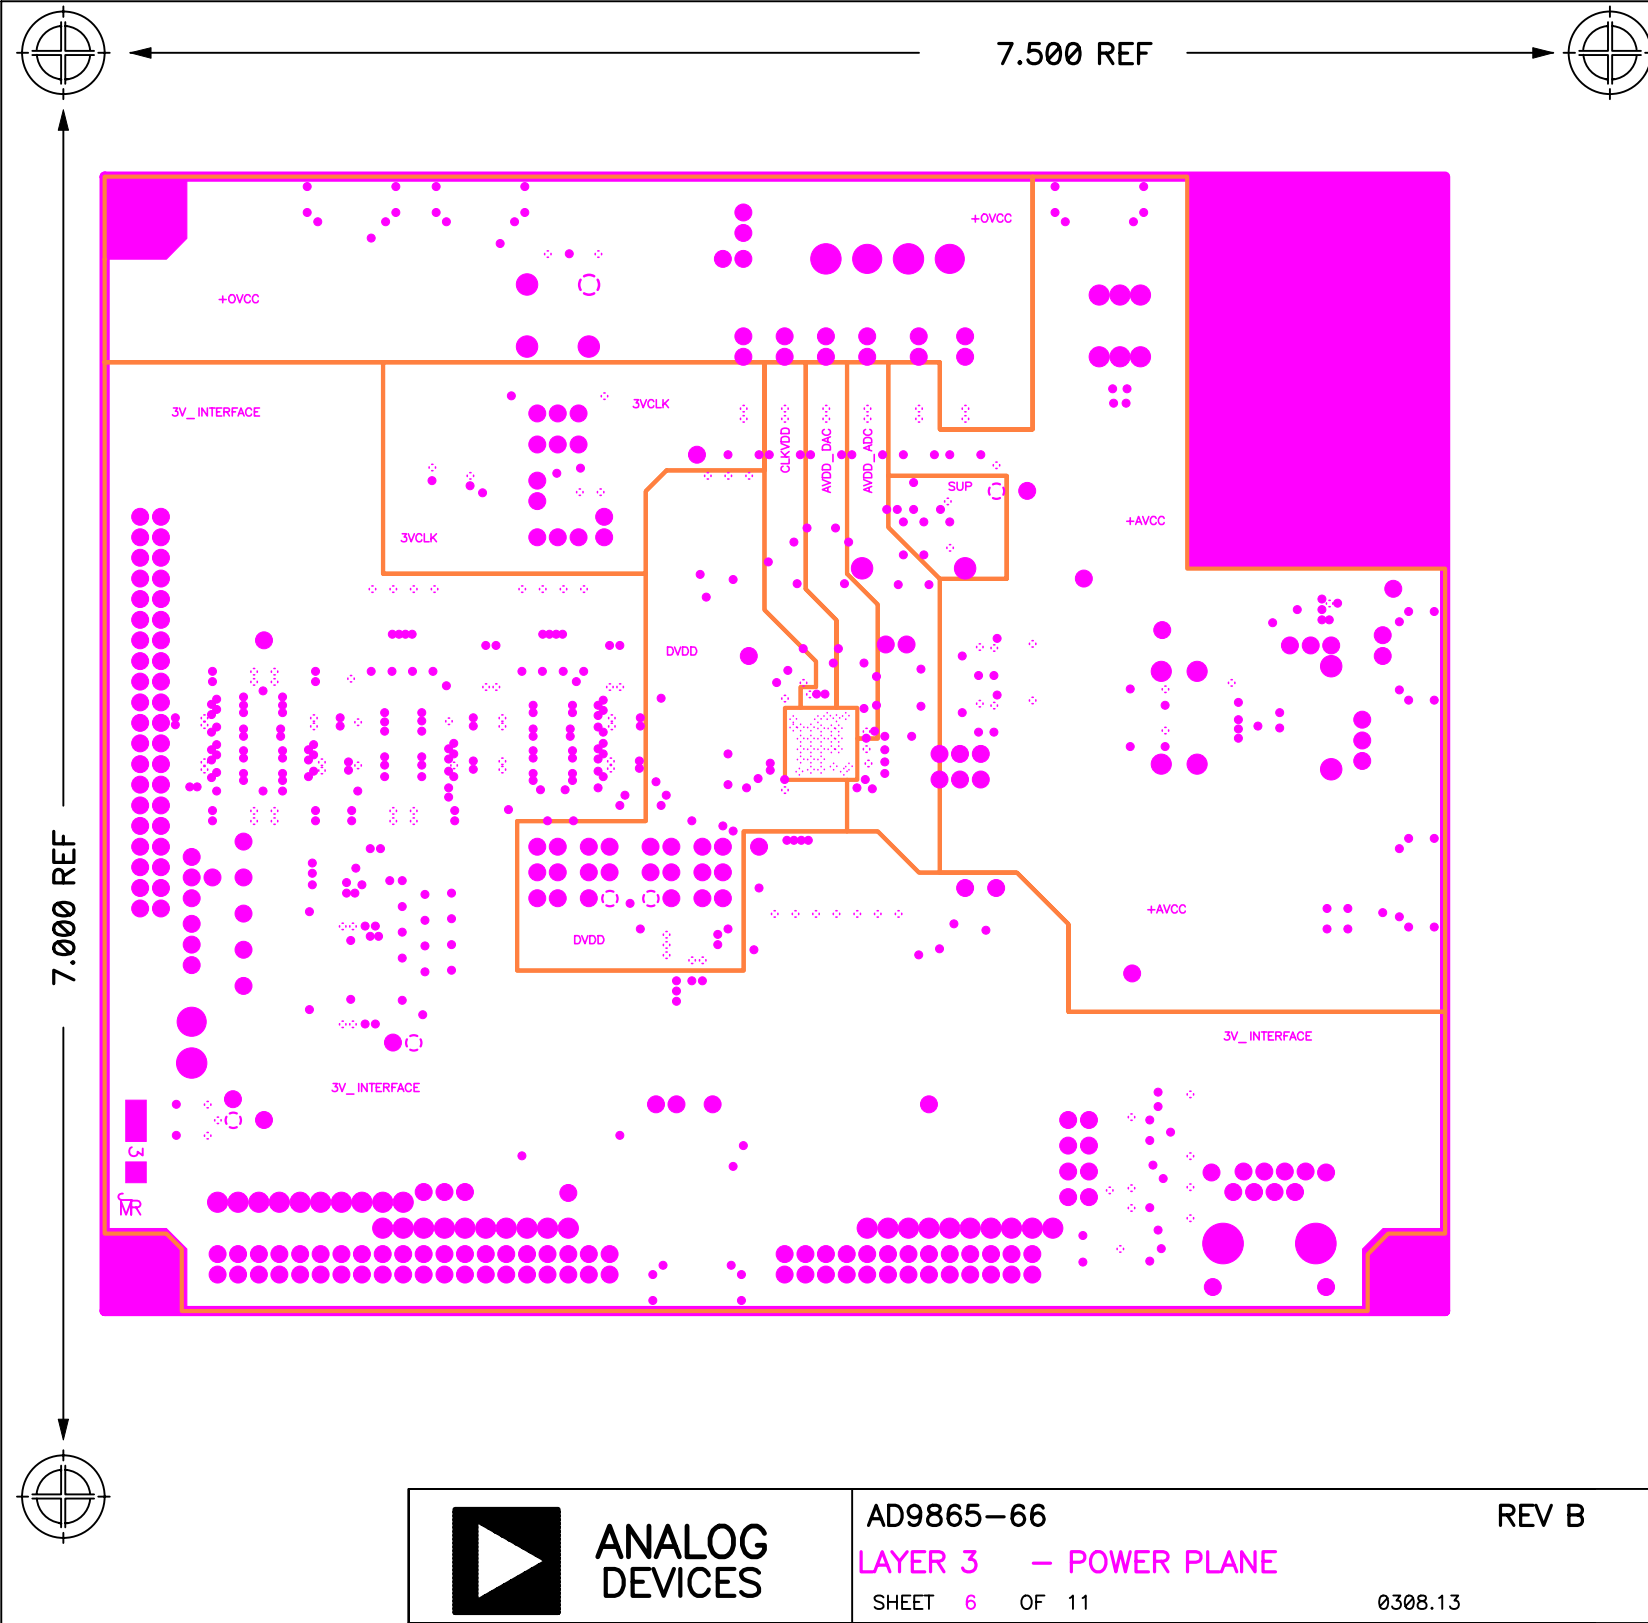 7.500 REF
+OVCC
+OVCC
3V_INTERFACE
3VCLK
CLKVDD
AVDD_DAC
AVDD_ADC
SUP
+AVCC
3VCLK
DVDD
7.000 REF
+AVCC
DVDD
3V_INTERFACE
3V_INTERFACE
3
JMR
ANALOG
DEVICES
AD9865-66 REV B
LAYER 3 - POWER PLANE
SHEET 6 OF 11 0308.13